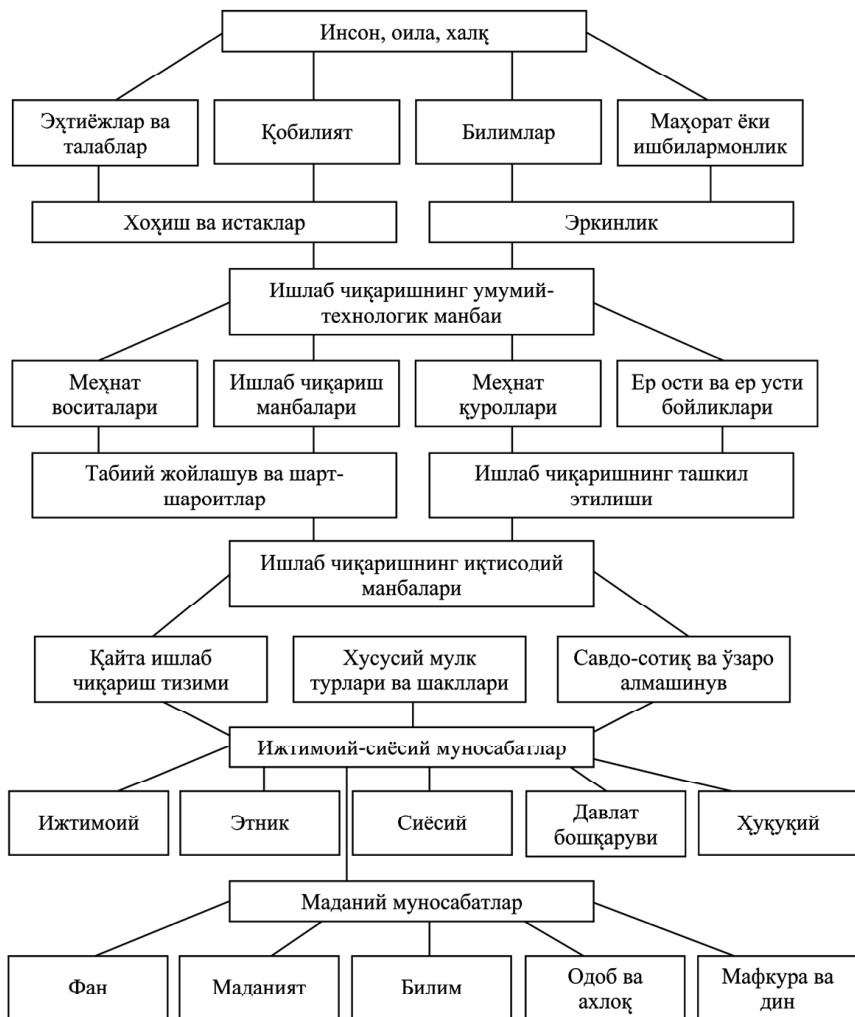 Инсон, оила, халқ
Эҳтиёжлар ва
талаблар
Қобилият
Билимлар
Маҳорат ёки
ишбилармонлик
Хоҳиш ва истаклар
Эркинлик
Ишлаб чиқаришнинг умумий-
технологик манбаи
Меҳнат
воситалари
Ишлаб чиқариш
манбалари
Меҳнат
қуроллари
Ер ости ва ер усти
бойликлари
Табиий жойлашув ва шарт-
шароитлар
Ишлаб чиқаришнинг ташкил
этилиши
Ишлаб чиқаришнинг иқтисодий
манбалари
Қайта ишлаб
чиқариш тизими
Хусусий мулк
турлари ва шакллари
Савдо-сотиқ ва ўзаро
алмашинув
Ижтимоий-сиёсий муносабатлар
Ижтимоий
Этник
Сиёсий
Давлат
бошқаруви
Ҳуқуқий
Маданий муносабатлар
Фан
Маданият
Билим
Одоб ва
ахлоқ
Мафкура ва
дин